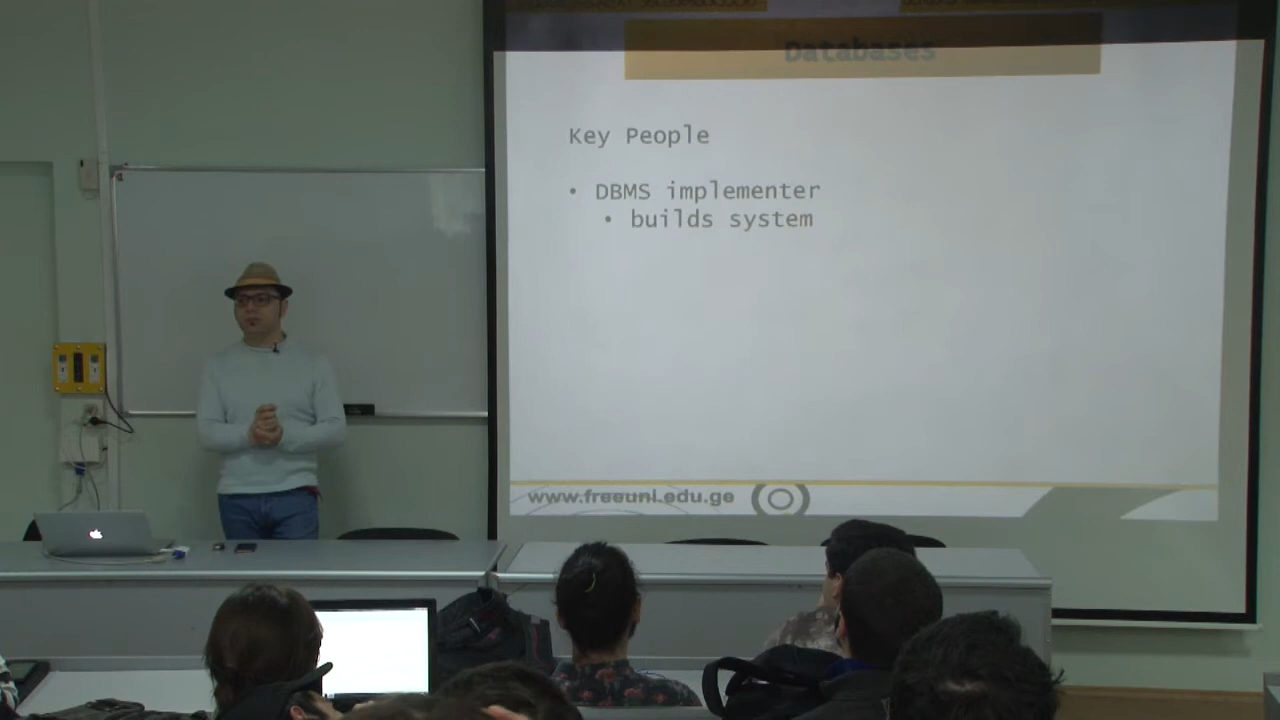 Databases
Key People
• DBMS implementer
• builds system
www.freeuni.edu.ge